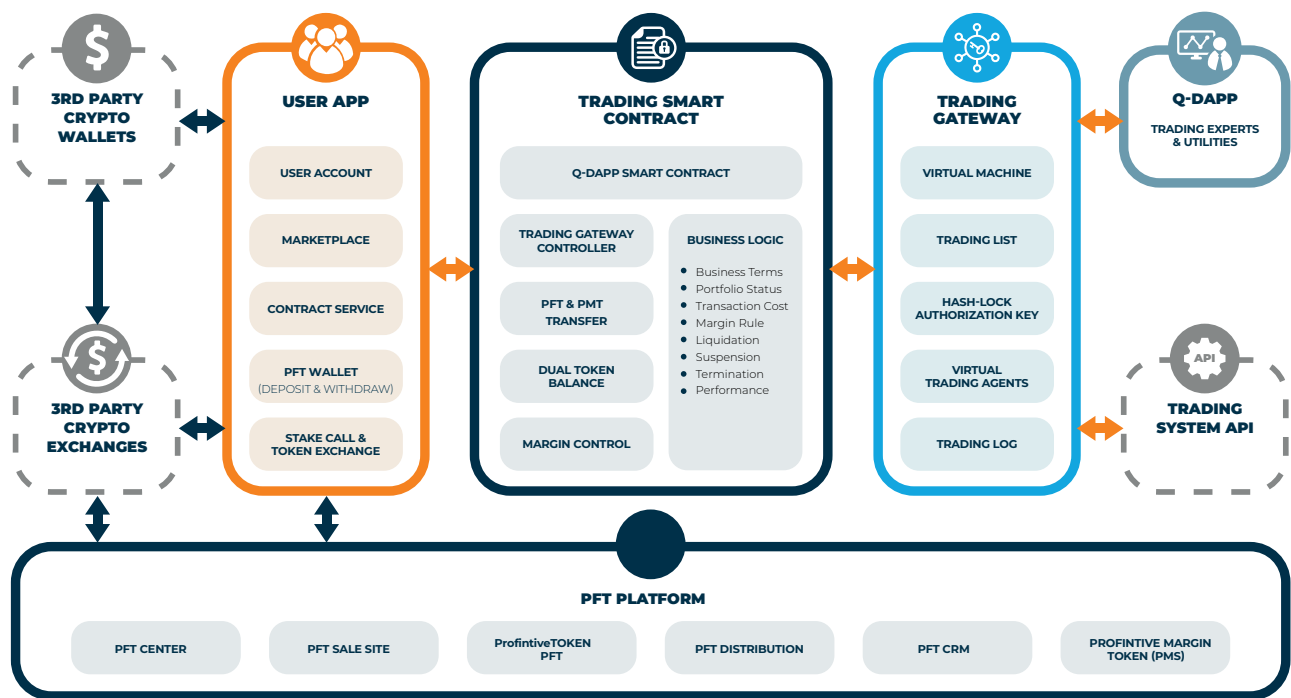 3RD PARTY
CRYPTO
WALLETS
3RD PARTY
CRYPTO
EXCHANGES
USER APP
USER ACCOUNT
MARKETPLACE
CONTRACT SERVICE
PFT WALLET
(DEPOSIT & WITHDRAW)
STAKE CALL &
TOKEN EXCHANGE
TRADING SMART
CONTRACT
Q-DAPP SMART CONTRACT
TRADING GATEWAY
CONTROLLER
PFT & PMT
TRANSFER
DUAL TOKEN
BALANCE
MARGIN CONTROL
BUSINESS LOGIC
• Business Terms
• Portfolio Status
• Transaction Cost
• Margin Rule
• Liquidation
• Suspension
• Termination
• Performance
TRADING
GATEWAY
VIRTUAL MACHINE
TRADING LIST
HASH-LOCK
AUTHORIZATION KEY
VIRTUAL
TRADING AGENTS
TRADING LOG
Q-DAPP
TRADING EXPERTS
& UTILITIES
API
TRADING
SYSTEM API
PFT PLATFORM
PFT CENTER
PFT SALE SITE
ProfintiveTOKEN
PFT
PFT DISTRIBUTION
PFT CRM
PROFINTIVE MARGIN
TOKEN (PMS)